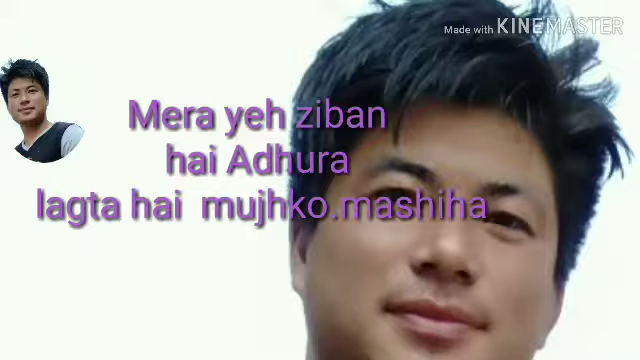 Made with KINEMASTER
Mera yeh ziban
hai Adhura
lagta hai mujhko.mashiha